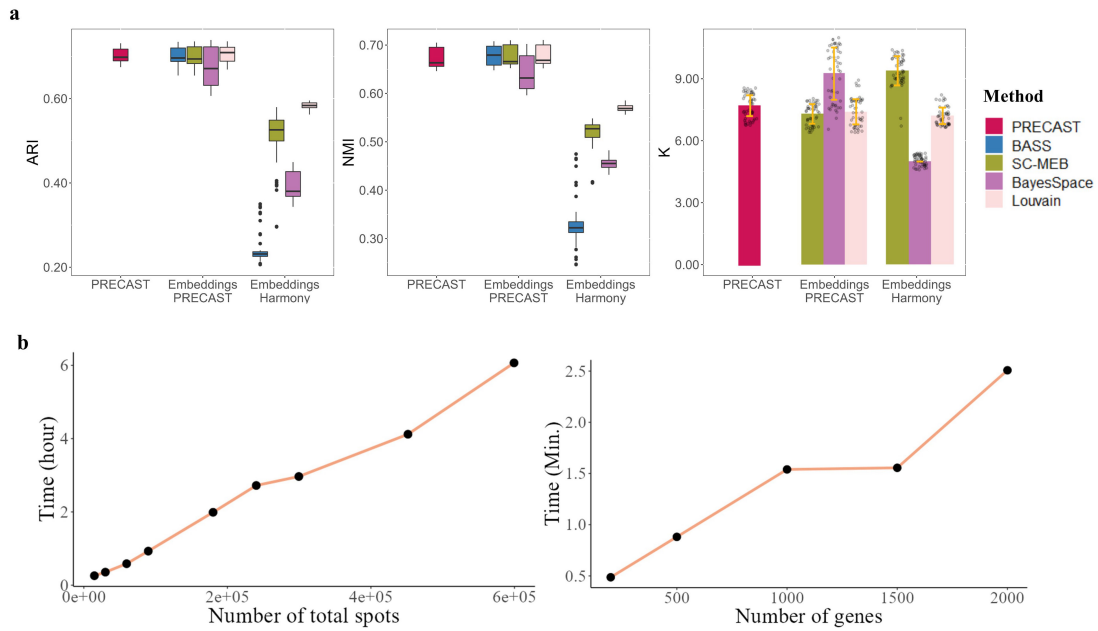 a
ARI
0.60
0.40
0.20
PRECAST
Embeddings
PRECAST
Embeddings
Harmony
NMI
0.70
0.60
0.50
0.40
0.30
PRECAST
Embeddings
PRECAST
Embeddings
Harmony
K
9.00
6.00
3.00
0.00
PRECAST
Embeddings
PRECAST
Embeddings
Harmony
Method
PRECAST
BASS
SC-MEB
BayesSpace
Louvain
b
Time (hour)
6
4
2
0
0e+00
2e+05
4e+05
6e+05
Number of total spots
Time (Min.)
2.5
2.0
1.5
1.0
0.5
500
1000
1500
2000
Number of genes